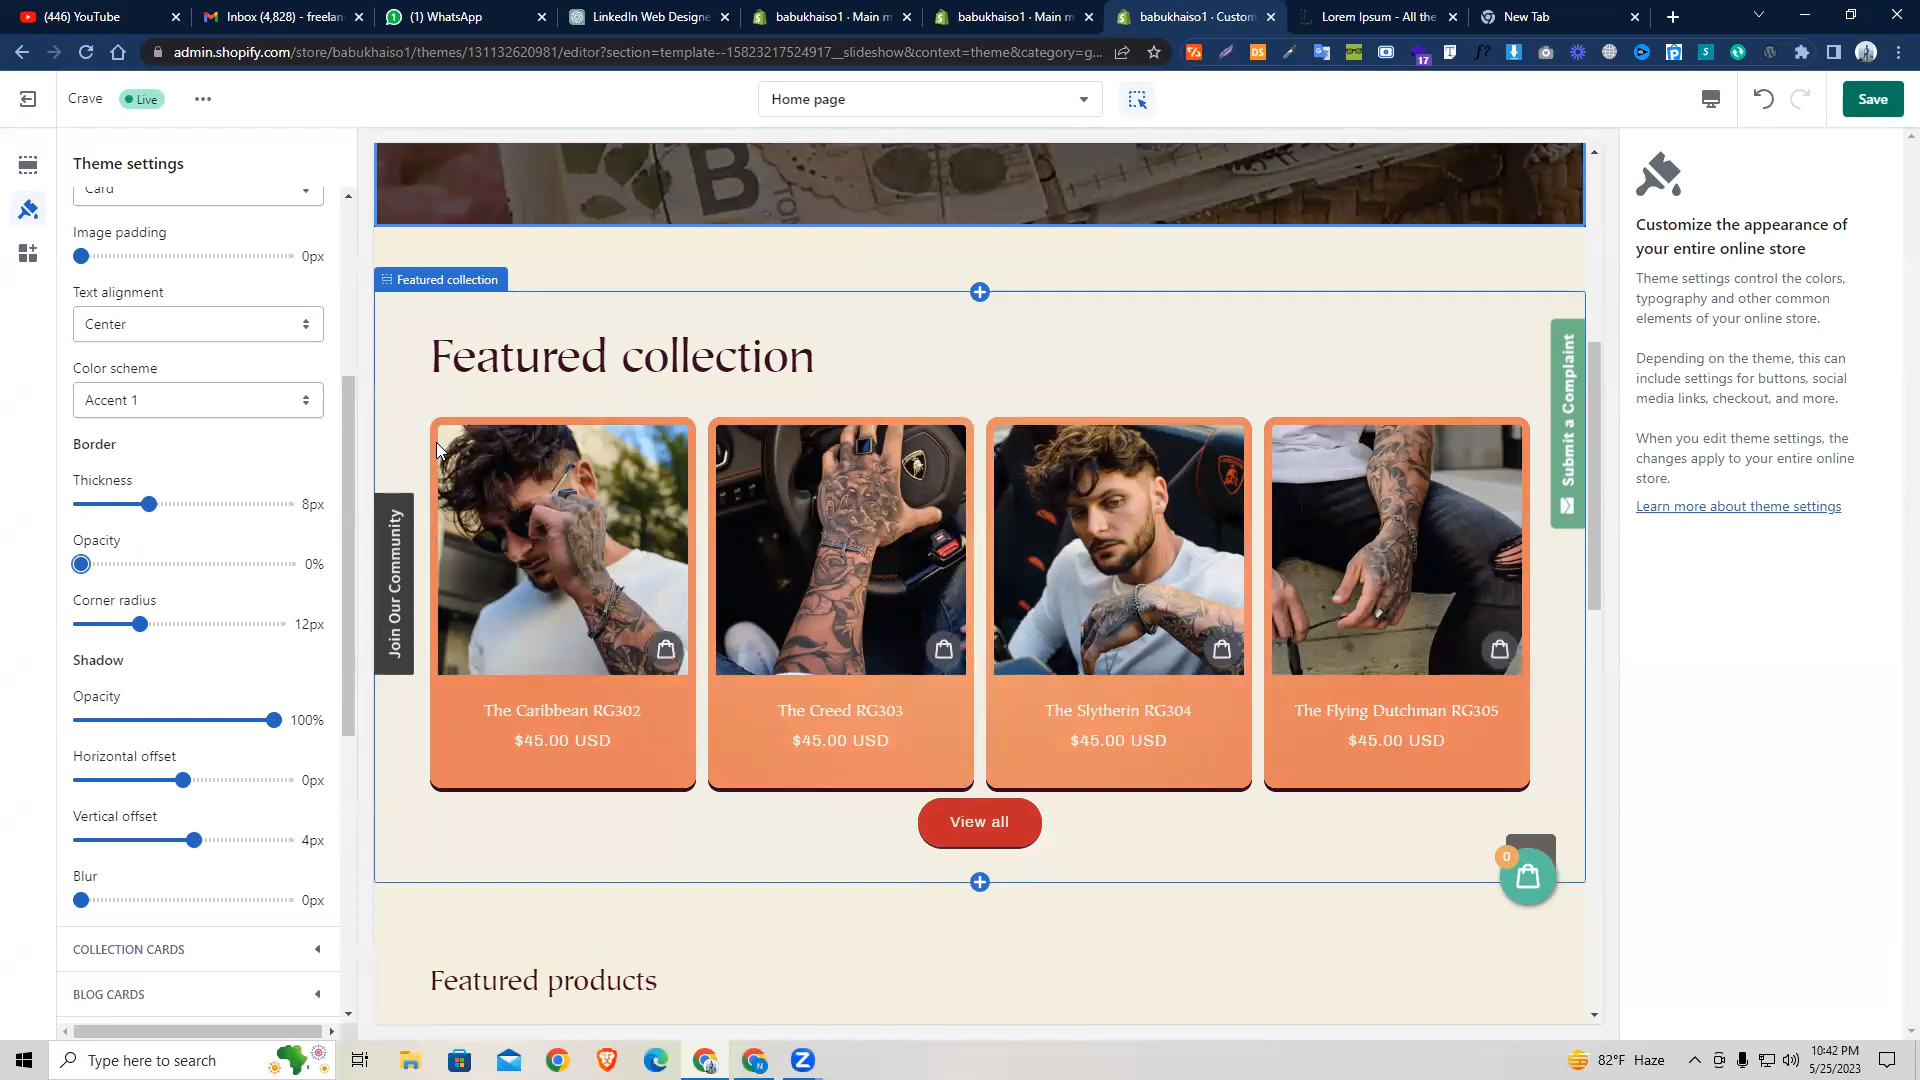 (446) YouTube
Inbox (4,828) - freelan
(1) WhatsApp
LinkedIn Web Designe
babukhaiso1 · Main m
babukhaiso1 · Main m
babukhaiso1 · Custom
Lorem Ipsum - All the
New Tab
admin.shopify.com/store/babukhaiso1/themes/131132620981/editor?section=template--15823217524917__slideshow&context=theme&category=g...
17
Crave
Live
Home page
Save
Theme settings
Card
Image padding
0px
Text alignment
Center
Color scheme
Accent 1
Border
Thickness
8px
Opacity
0%
Corner radius
12px
Shadow
Opacity
100%
Horizontal offset
0px
Vertical offset
4px
Blur
0px
COLLECTION CARDS
BLOG CARDS
B
Featured collection
Featured collection
Join Our Community
Submit a Complaint
The Caribbean RG302
$45.00 USD
The Creed RG303
$45.00 USD
The Slytherin RG304
$45.00 USD
The Flying Dutchman RG305
$45.00 USD
View all
0
Featured products
Customize the appearance of
your entire online store
Theme settings control the colors,
typography and other common
elements of your online store.
Depending on the theme, this can
include settings for buttons, social
media links, checkout, and more.
When you edit theme settings, the
changes apply to your entire online
store.
Learn more about theme settings
Type here to search
82°F Haze
10:42 PM
5/25/2023